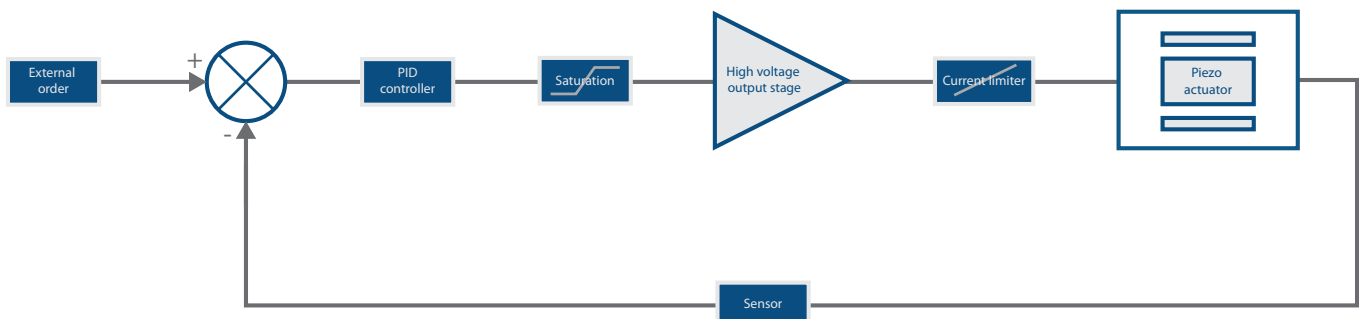 External
order
+
-
PID
controller
Saturation
High voltage
output stage
Current limiter
Piezo
actuator
Sensor